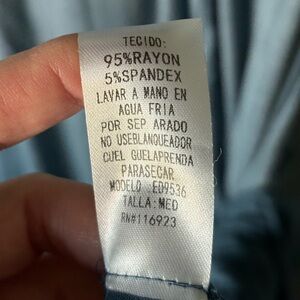 TECIDO:
95%RAYON
5%SPANDEX
LAVAR A MANO EN
AGUA FRIA
POR SEP ARADO
NO USEBLANQUEADOR
CUEL GUELAPRENDA
PARASECAR
MODELO :ED9536
TALLA:MED
RN#116923